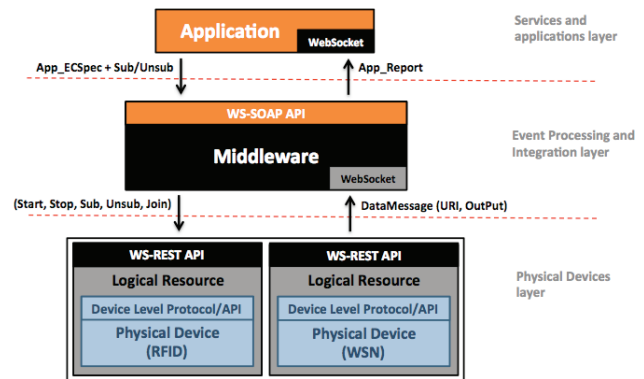 Application
WebSocket
Services and
applications layer
App_ECSpec + Sub/Unsub
App_Report
WS-SOAP API
Middleware
WebSocket
Event Processing and
Integration layer
(Start, Stop, Sub, Unsub, Join)
DataMessage (URI, OutPut)
WS-REST API
Logical Resource
Device Level Protocol/API
Physical Device
(RFID)
WS-REST API
Logical Resource
Device Level Protocol/API
Physical Device
(WSN)
Physical Devices
layer